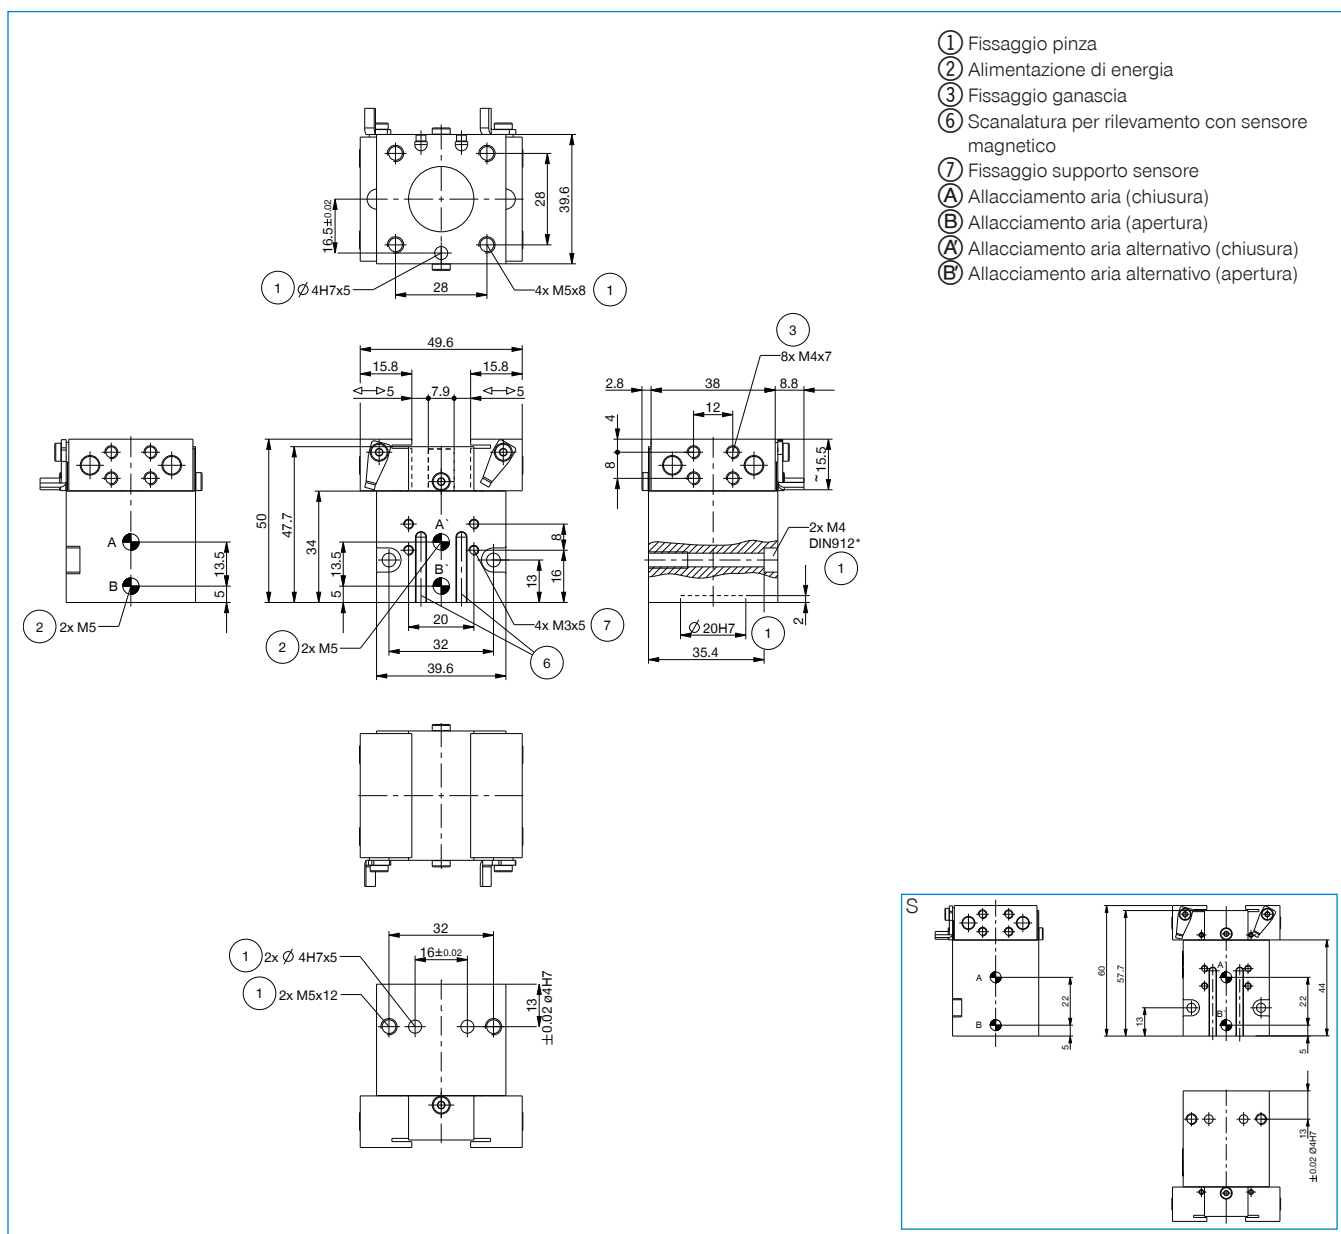 ① Fissaggio pinza
② Alimentazione di energia
③ Fissaggio ganascia
⑥ Scanalatura per rilevamento con sensore
magnetico
⑦ Fissaggio supporto sensore
Ⓐ Allacciamento aria (chiusura)
Ⓑ Allacciamento aria (apertura)
A' Allacciamento aria alternativo (chiusura)
B' Allacciamento aria alternativo (apertura)
16.5±0.02
28
39.6
1 Ø 4H7x5
28
4x M5x8 1
49.6
15.8
15.8
5
7.9
5
50
47.7
34
13.5
5
A`
B`
8
16
13
20
32
39.6
2 2x M5
4x M3x5 7
6
A
B
13.5
5
2 2x M5
3
8x M4x7
2.8
38
8.8
12
4
8
~ 15.5
2x M4
DIN912*
1
Ø 20H7 1
2
35.4
32
16±0.02
1 2x Ø 4H7x5
1 2x M5x12
13
±0.02 ø4H7
S
A
B
22
5
60
57.7
13
A`
B`
22
44
5
13
±0.02 Ø4H7